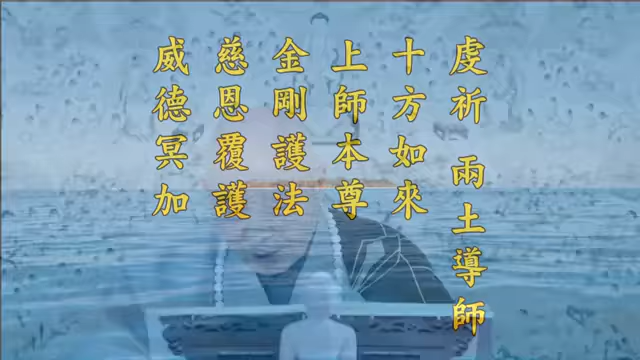 虔祈 兩土導師
十方如來
上師本尊
金剛護法
慈恩覆護
威德冥加